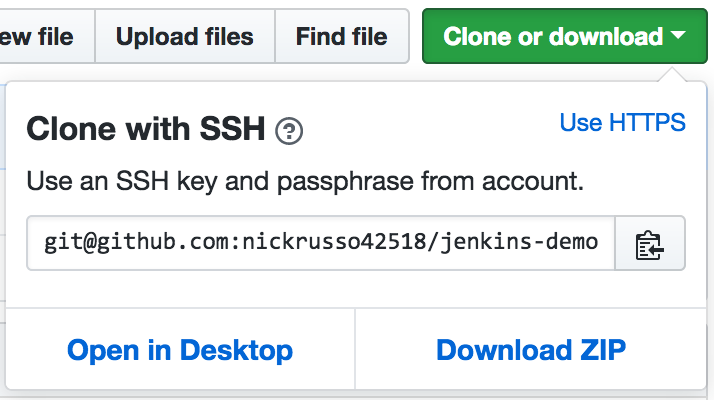 ew file Upload files Find file Clone or download
Clone with SSH ? Use HTTPS
Use an SSH key and passphrase from account.
git@github.com:nickrusso42518/jenkins-demo
Open in Desktop Download ZIP